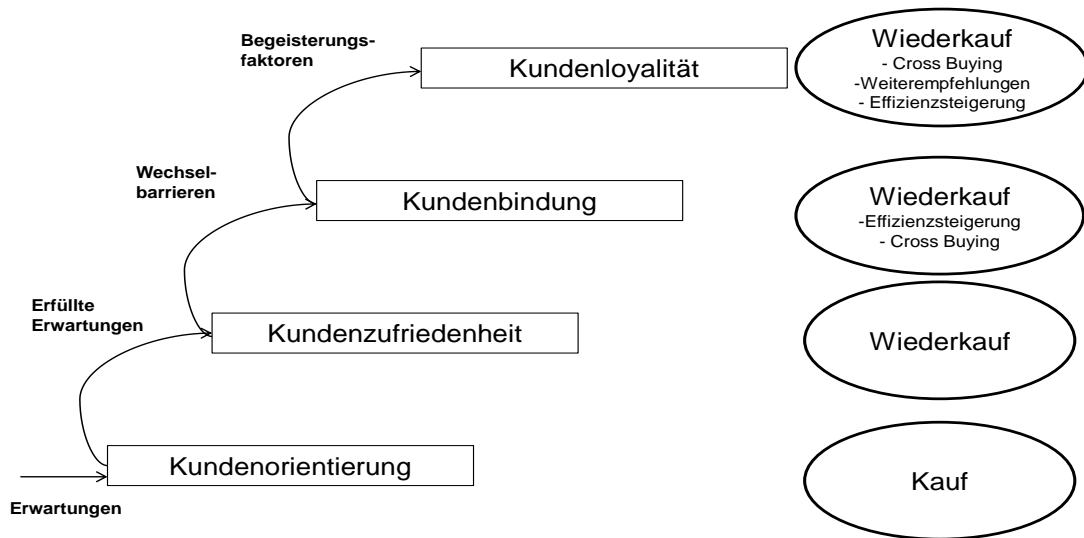 Begeisterungs-
faktoren
Kundenloyalität
Wiederkauf
- Cross Buying
-Weiterempfehlungen
- Effizienzsteigerung
Wechsel-
barrieren
Kundenbindung
Wiederkauf
-Effizienzsteigerung
- Cross Buying
Erfüllte
Erwartungen
Kundenzufriedenheit
Wiederkauf
Kundenorientierung
Kauf
Erwartungen